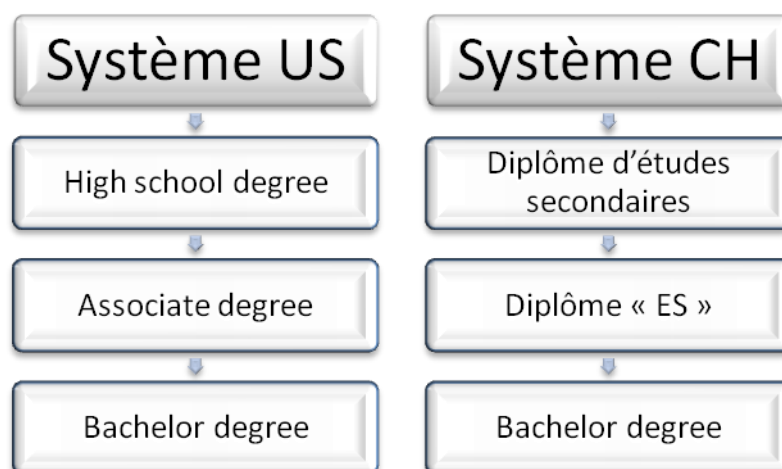 Système US
High school degree
Associate degree
Bachelor degree
Système CH
Diplôme d'études
secondaires
Diplôme « ES »
Bachelor degree